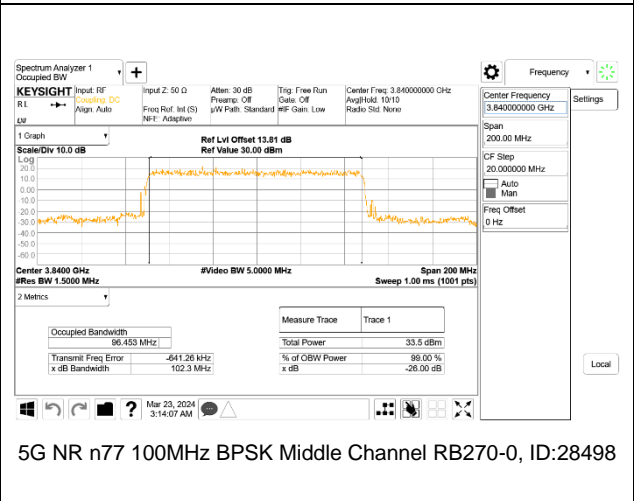 Spectrum Analyzer 1
Occupied BW
Frequency
KEYSIGHT
Input: RF
Input Z: 50 Ω
Atten: 30 dB
Trig: Free Run
Center Freq: 3.840000000 GHz
RL
Coupling: DC
Preamp: Off
Gate: Off
Avg|Hold: 10/10
Align: Auto
Freq Ref: Int (S)
µW Path: Standard
#IF Gain: Low
Radio Std: None
NFE: Adaptive
Center Frequency
3.840000000 GHz
Settings
Span
200.00 MHz
CF Step
20.000000 MHz
Auto
Man
Freq Offset
0 Hz
1 Graph
Ref Lvl Offset 13.81 dB
Scale/Div 10.0 dB
Ref Value 30.00 dBm
Log
20.0
10.0
0.00
-10.0
-20.0
-30.0
-40.0
-50.0
-60.0
Center 3.8400 GHz
#Video BW 5.0000 MHz
Span 200 MHz
#Res BW 1.5000 MHz
Sweep 1.00 ms (1001 pts)
2 Metrics
Measure Trace
Trace 1
Occupied Bandwidth
96.453 MHz
Total Power
33.5 dBm
Transmit Freq Error
-641.26 kHz
% of OBW Power
99.00 %
x dB Bandwidth
102.3 MHz
x dB
-26.00 dB
Local
?
Mar 23, 2024
3:14:07 AM
5G NR n77 100MHz BPSK Middle Channel RB270-0, ID:28498